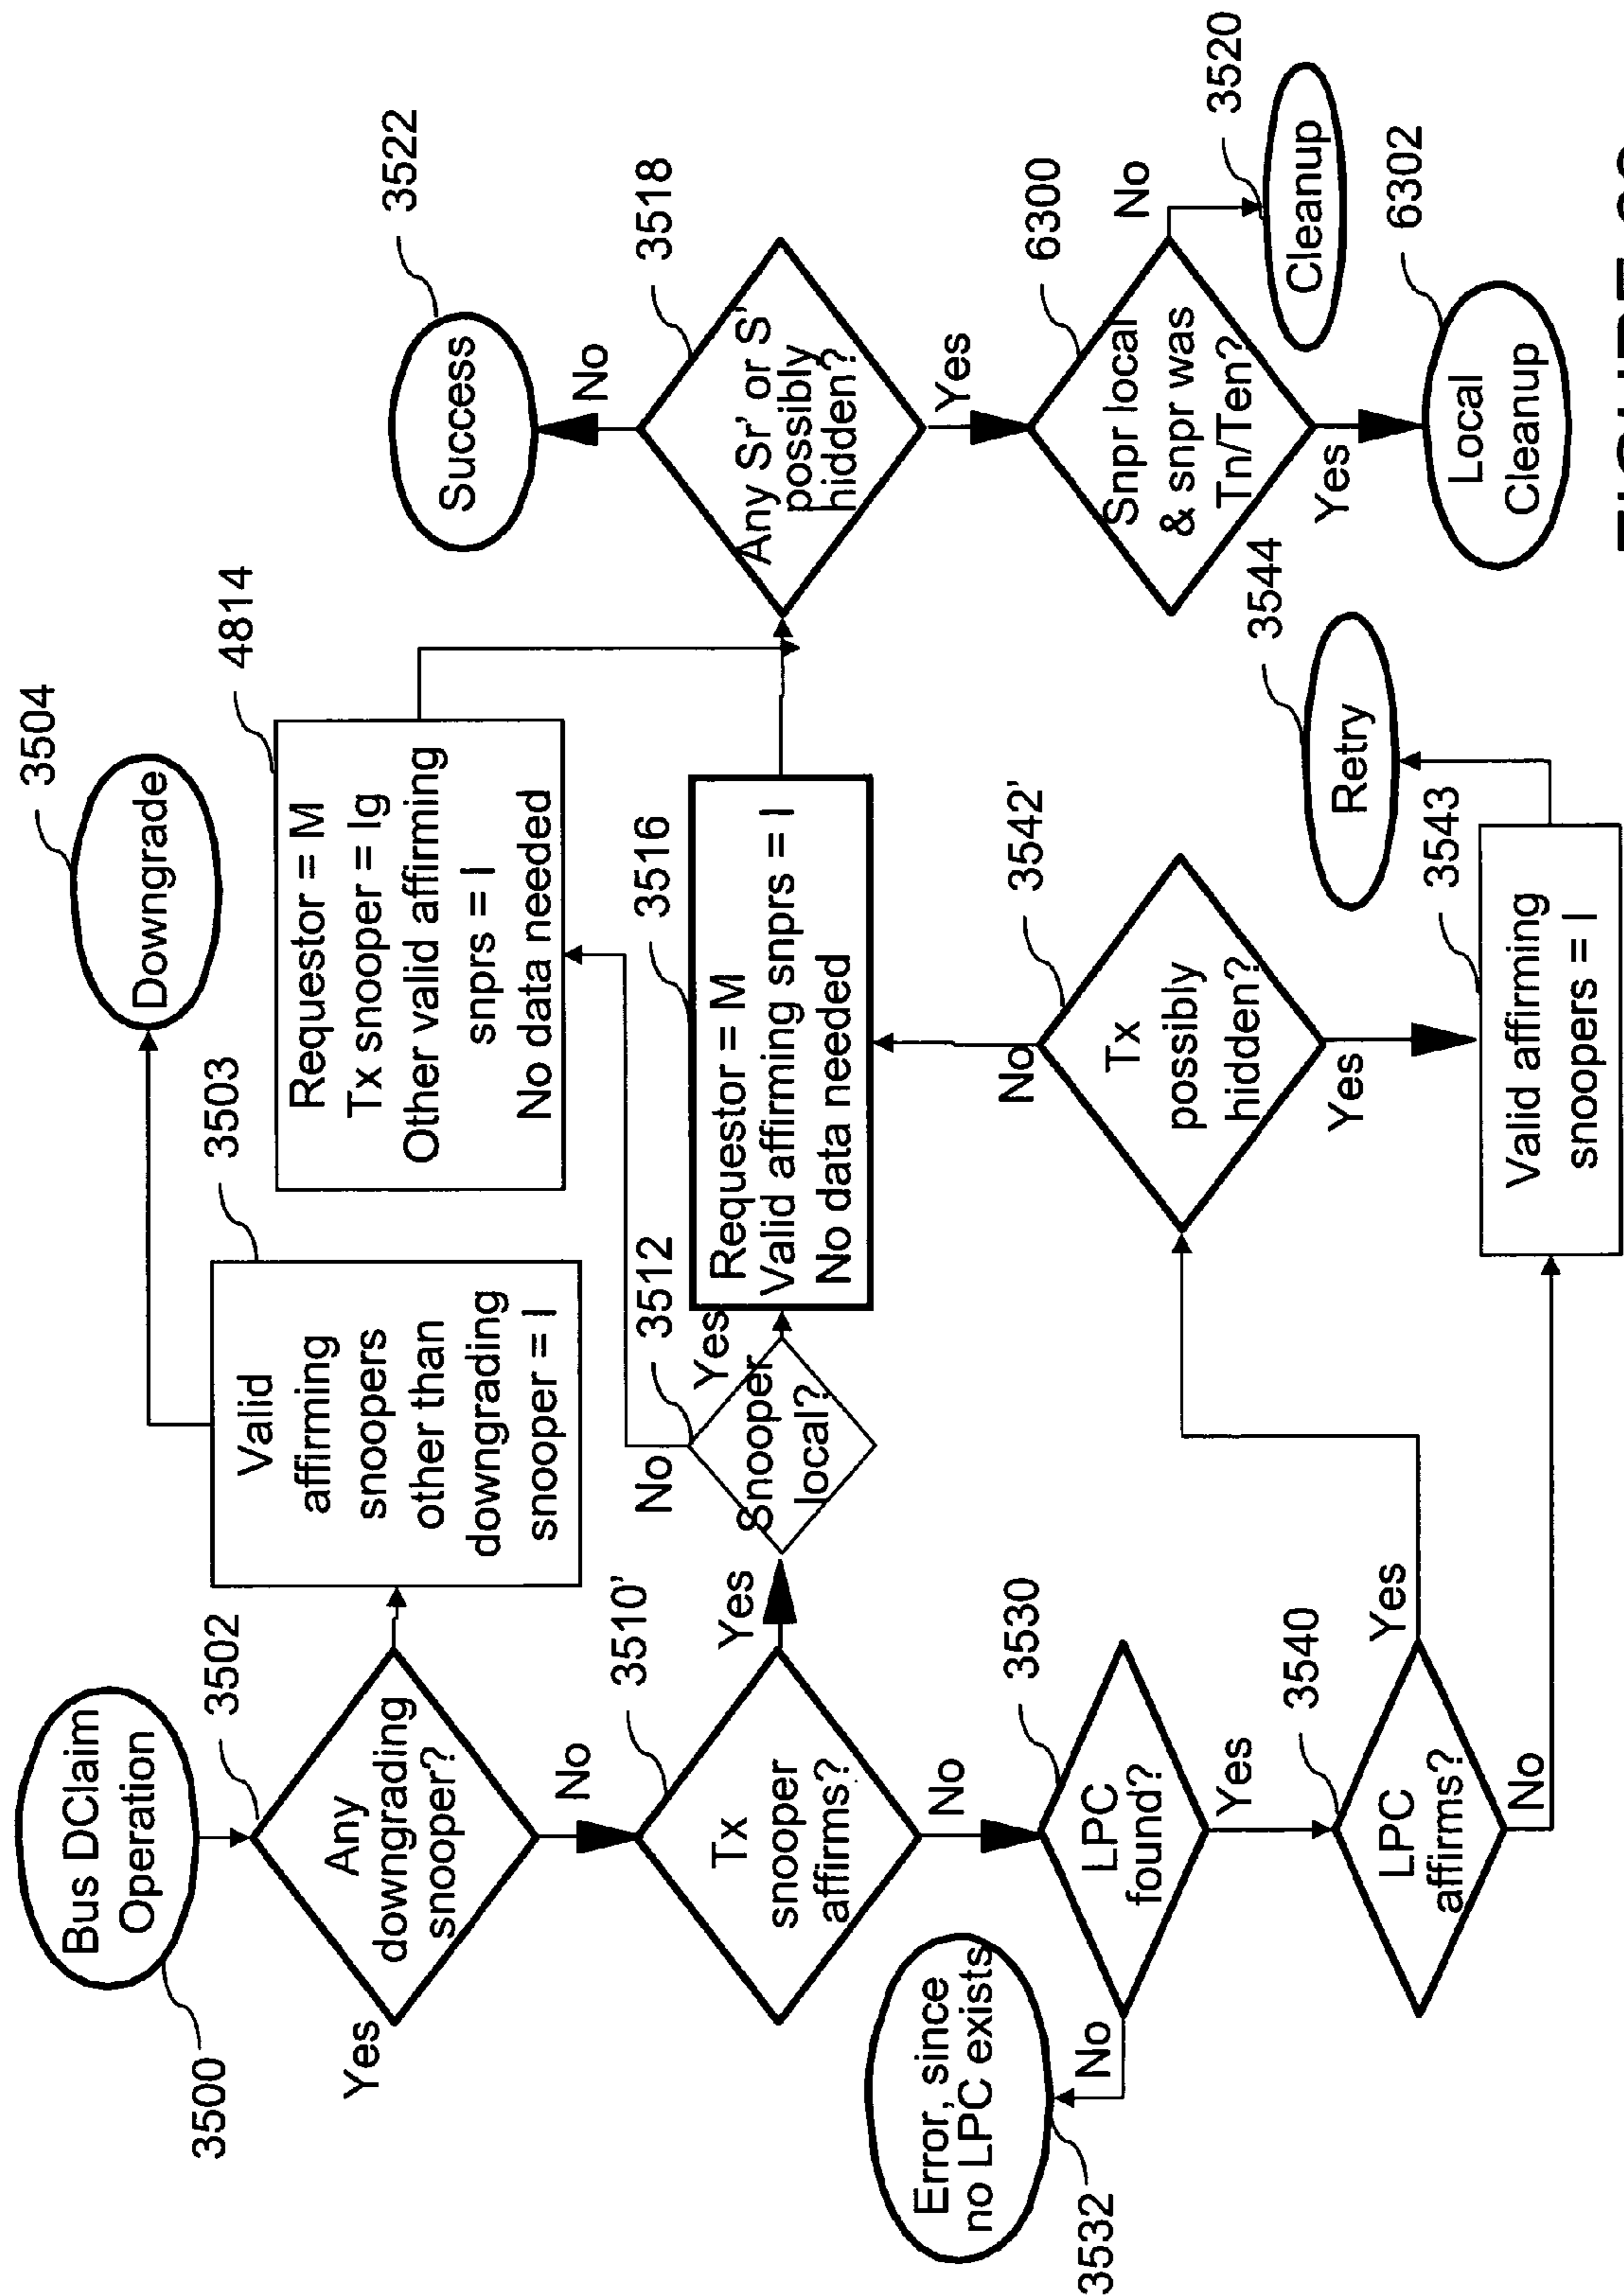 3500
Bus DClaim
Operation
3502
Any
downgrading
snooper?
Yes
No
3503
Valid
affirming
snoopers
other than
downgrading
snooper = I
3504
Downgrade
3510'
Tx
snooper
affirms?
Yes
No
3512
Snooper
local?
No
Yes
4814
Requestor = M
Tx snooper = Ig
Other valid affirming
snprs = I
No data needed
3516
Requestor = M
Valid affirming snprs = I
No data needed
3518
Any Sr' or S'
possibly
hidden?
No
Yes
3522
Success
6300
Snpr local
& snpr was
Tn/Ten?
No
Yes
3520
Cleanup
6302
Local
Cleanup
3530
LPC
found?
No
Yes
3532
Error, since
no LPC exists
3540
LPC
affirms?
Yes
No
3542'
Tx
possibly
hidden?
No
Yes
3543
Valid affirming
snoopers = I
3544
Retry